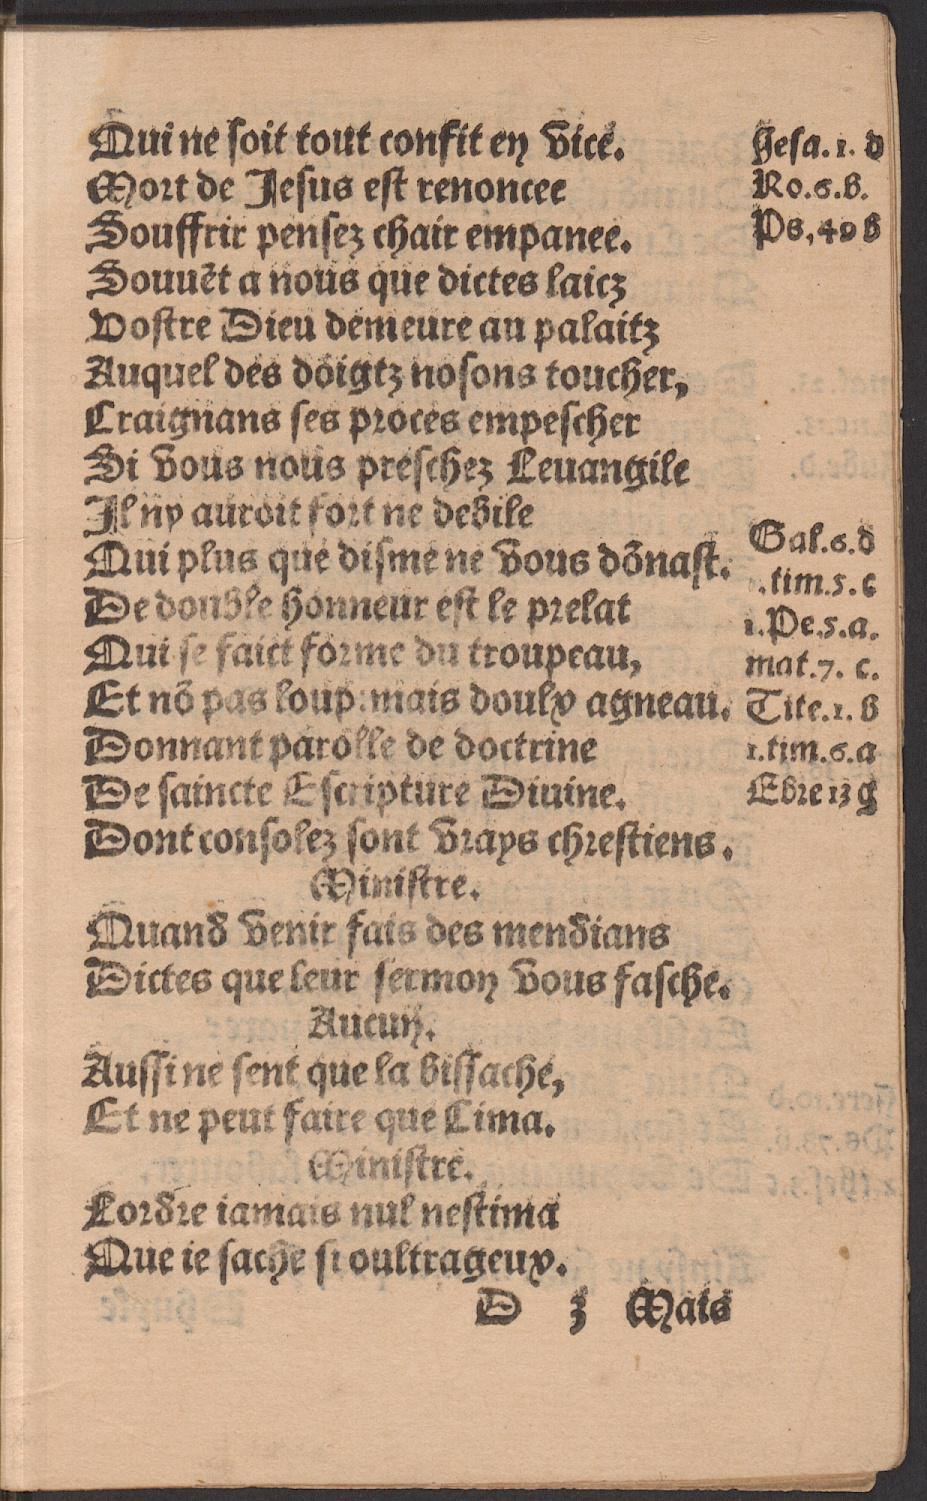 Qui ne soit tout confit en vice.
Mort de Jesus est renoncee
Souffrir pensez chair empanee.
Souuẽt a nous que dictes laicz
Vostre Dieu demeure au palaitz
Auquel des doigtz nosons toucher,
Craignans ses proces empescher
Si vous nous preschez Leuangile
Il ny auroit fort ne debile
Qui plus que disme ne vous dõnast.
De double honneur est le prelat
Qui se faict forme du troupeau,
Et nõ pas loup: mais doulx agneau.
Donnant parolle de doctrine
De saincte Escripture Diuine.
Dont consolez sont vrays chrestiens.
Ministre.
Quand venir fais des mendians
Dictes que leur sermon vous fasche.
Aucun.
Aussi ne sent que la bissache,
Et ne peut faire que Lima.
Ministre.
Lordre iamais nul nestima
Que ie sache si oultrageux.
D 3 Mais
Jesa.1. d
Ro.6.b.
Ps.49 b
Gal.6.d
.tim.5.c
1.Pe.5.a.
mat.7. c.
Tite.1. b
1.tim.6.a
Ebre 13 g